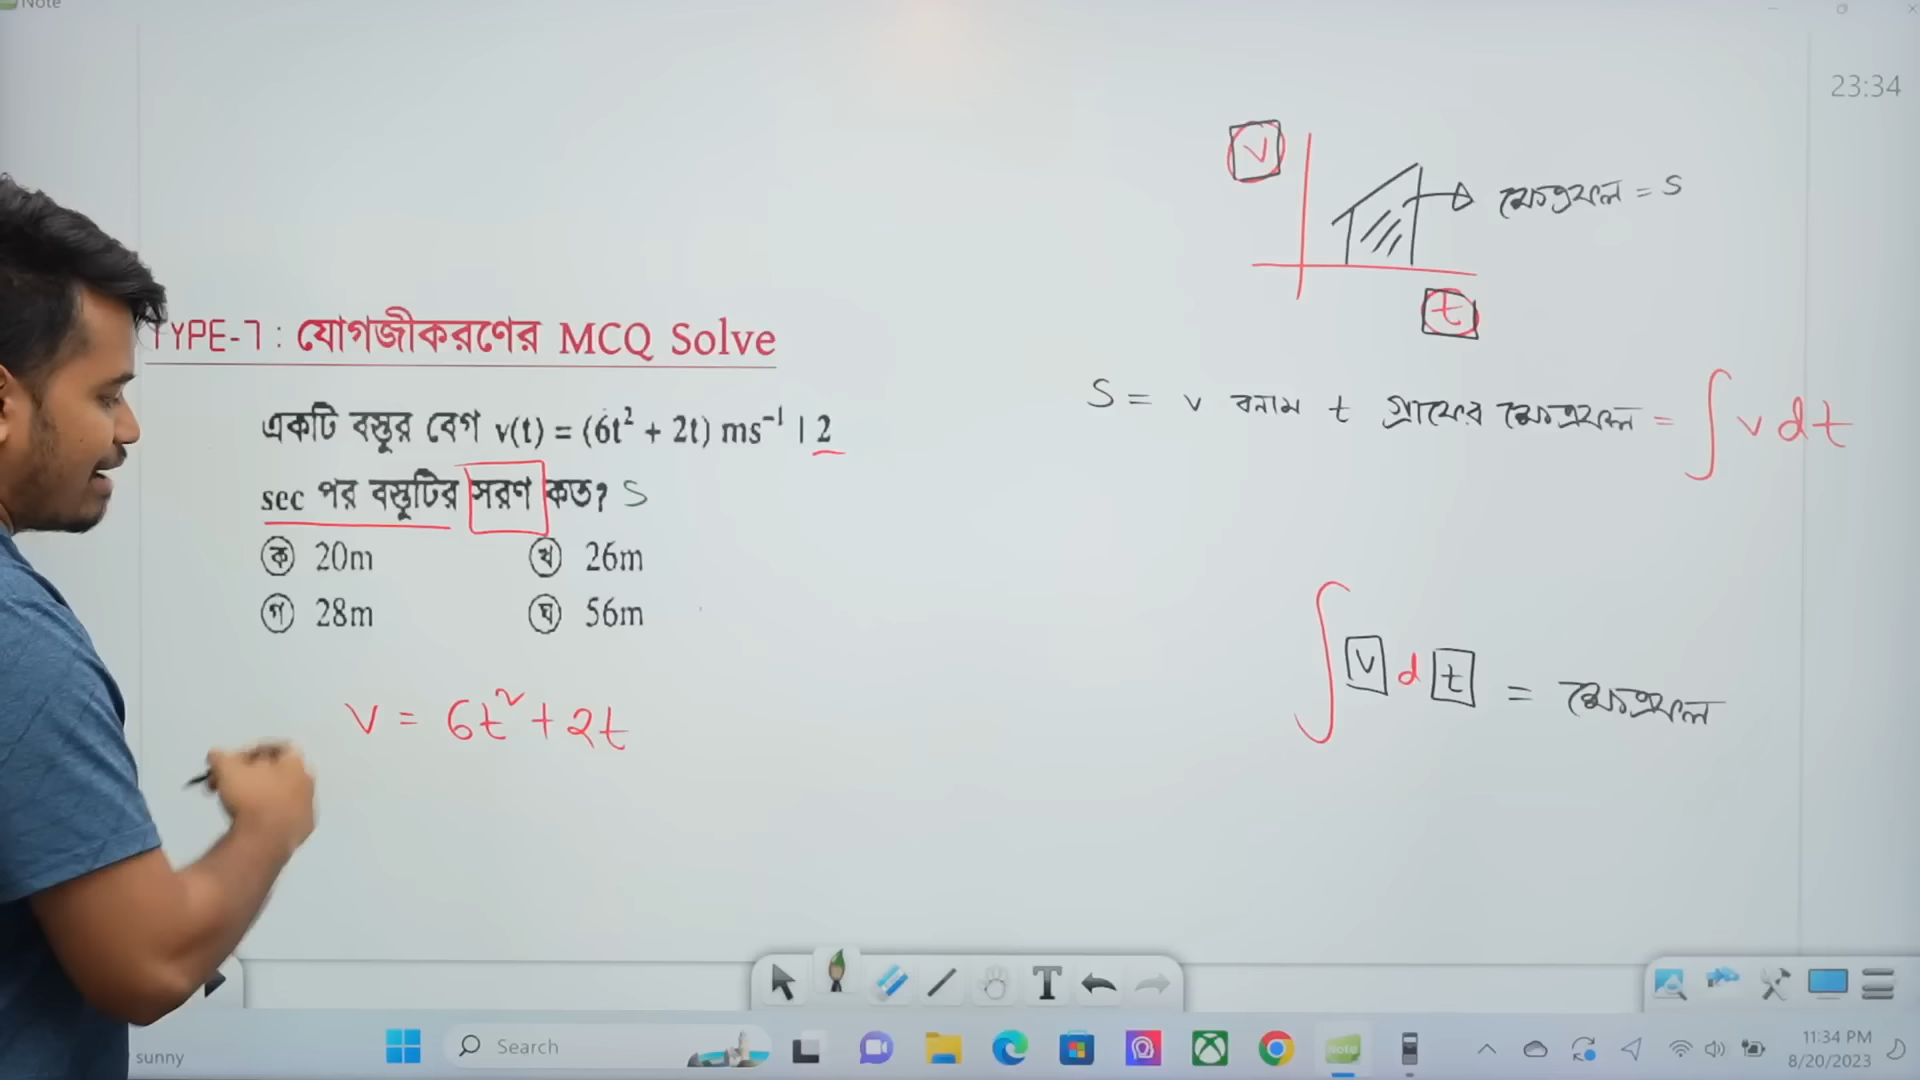 Note
23:34
TYPE-7 : যোগজীকরণের MCQ Solve
একটি বস্তুর বেগ v(t) = (6t² + 2t) ms⁻¹ । 2
sec পর বস্তুটির সরণ কত? S
ক 20m খ 26m
গ 28m ঘ 56m
v = 6t² + 2t
v
ক্ষেত্রফল = S
t
S = v বনাম t গ্রাফের ক্ষেত্রফল = ∫ v dt
∫ v d t = ক্ষেত্রফল
T
sunny
Search
Note
11:34 PM
8/20/2023